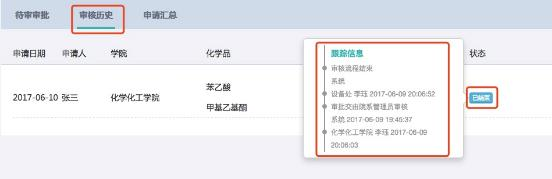 待审审批 审核历史 申请汇总
申请日期 申请人 学院 化学品 状态
2017-06-10 张三 化学化工学院
苯乙酸
甲基乙基酮
跟踪信息
审核流程结束
系统
设备处 李珏 2017-06-09 20:06:52
审批交由院系管理员审核
系统 2017-06-09 19:45:37
化学化工学院 李珏 2017-06-09
20:06:03
已结束